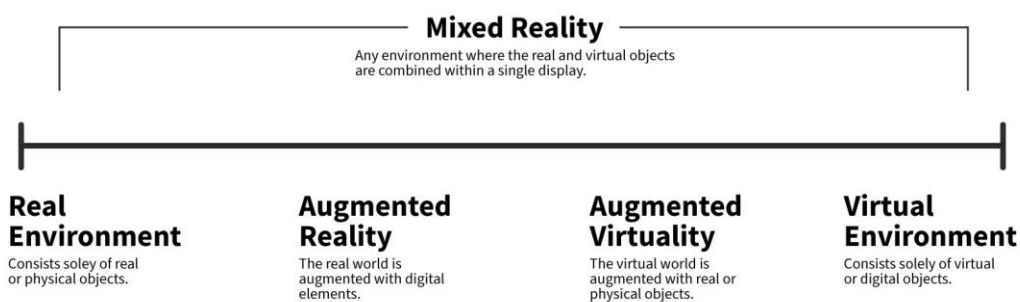 Mixed Reality
Any environment where the real and virtual objects
are combined within a single display.
Real
Environment
Consists soley of real
or physical objects.
Augmented
Reality
The real world is
augmented with digital
elements.
Augmented
Virtuality
The virtual world is
augmented with real or
physical objects.
Virtual
Environment
Consists solely of virtual
or digital objects.